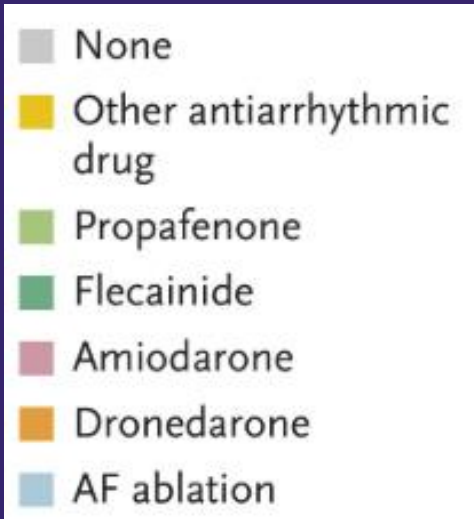 None
Other antiarrhythmic
drug
Propafenone
Flecainide
Amiodarone
Dronedarone
AF ablation